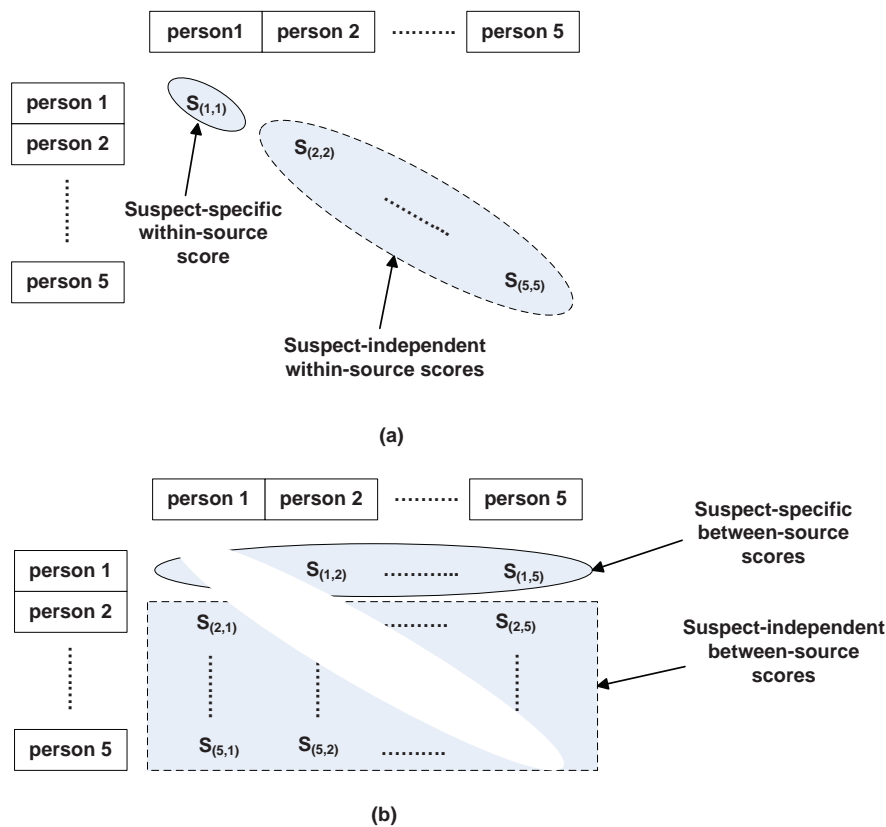 person1 person 2 person 5
person 1
S(1,1)
person 2
S(2,2)
Suspect-specific
within-source
score
person 5
S(5,5)
Suspect-independent
within-source scores
(a)
person 1 person 2 person 5
Suspect-specific
between-source
scores
person 1
S(1,2) S(1,5)
person 2
S(2,1) S(2,5)
Suspect-independent
between-source
scores
person 5
S(5,1) S(5,2)
(b)